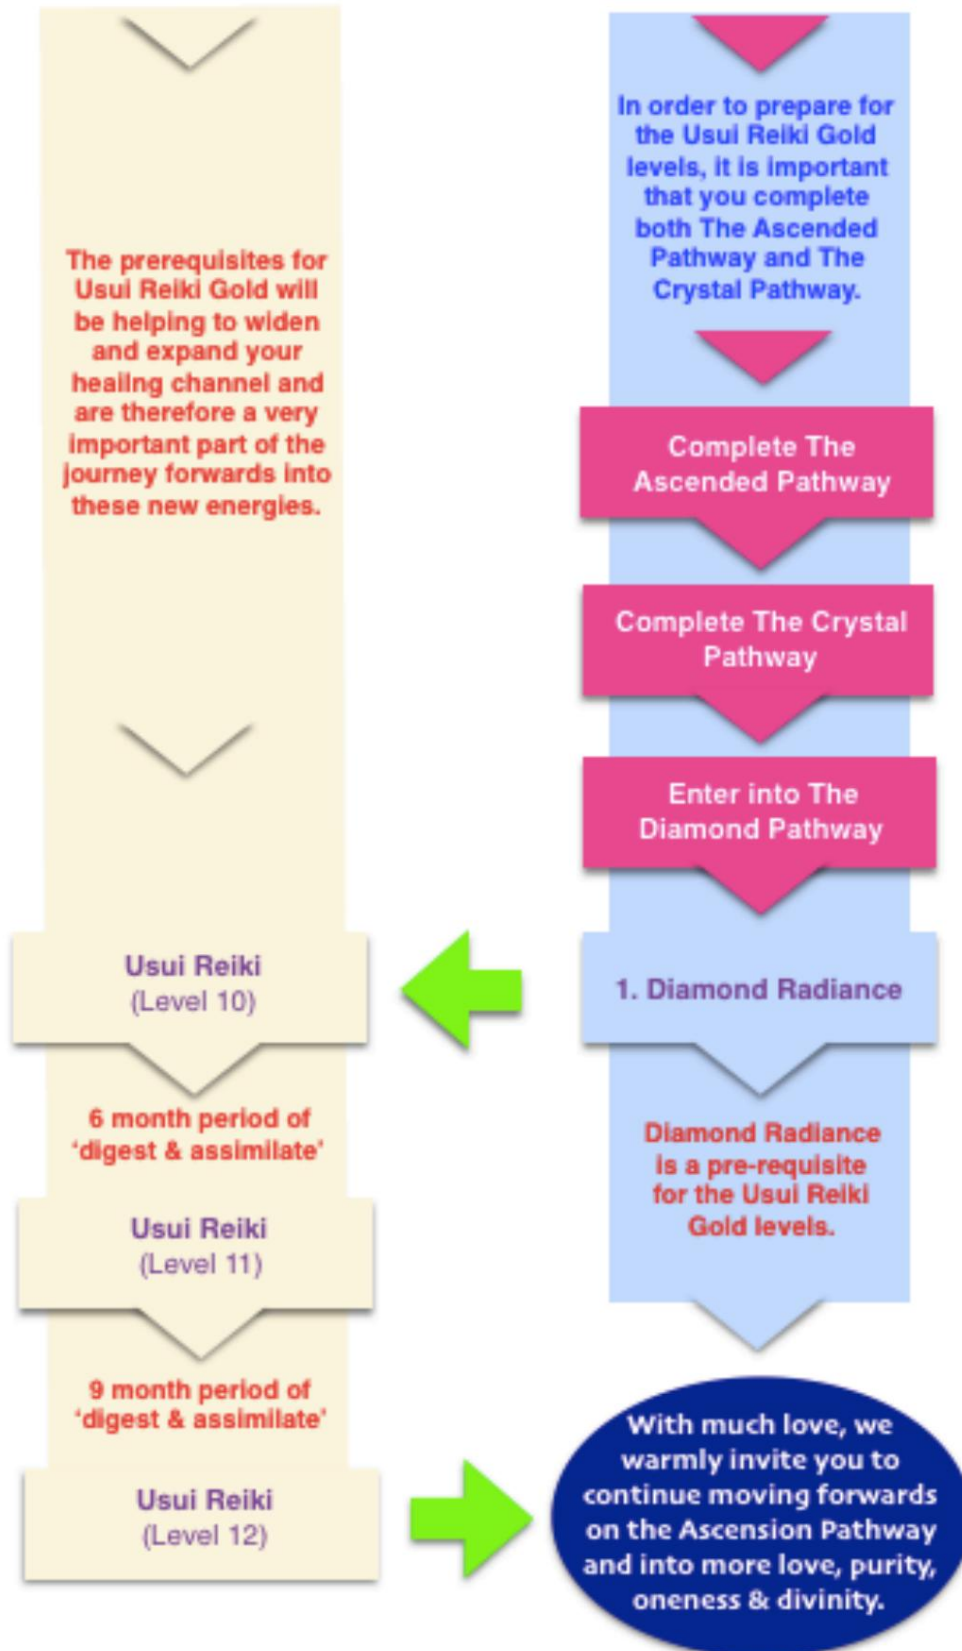 The prerequisites for
Usui Reiki Gold will
be helping to widen
and expand your
healing channel and
are therefore a very
important part of the
journey forwards into
these new energies.
Usui Reiki
(Level 10)
6 month period of
‘digest & assimilate’
Usui Reiki
(Level 11)
9 month period of
‘digest & assimilate’
Usui Reiki
(Level 12)
In order to prepare for
the Usui Reiki Gold
levels, it is important
that you complete
both The Ascended
Pathway and The
Crystal Pathway.
Complete The
Ascended Pathway
Complete The Crystal
Pathway
Enter into The
Diamond Pathway
1. Diamond Radiance
Diamond Radiance
is a pre-requisite
for the Usui Reiki
Gold levels.
With much love, we
warmly invite you to
continue moving forwards
on the Ascension Pathway
and into more love, purity,
oneness & divinity.